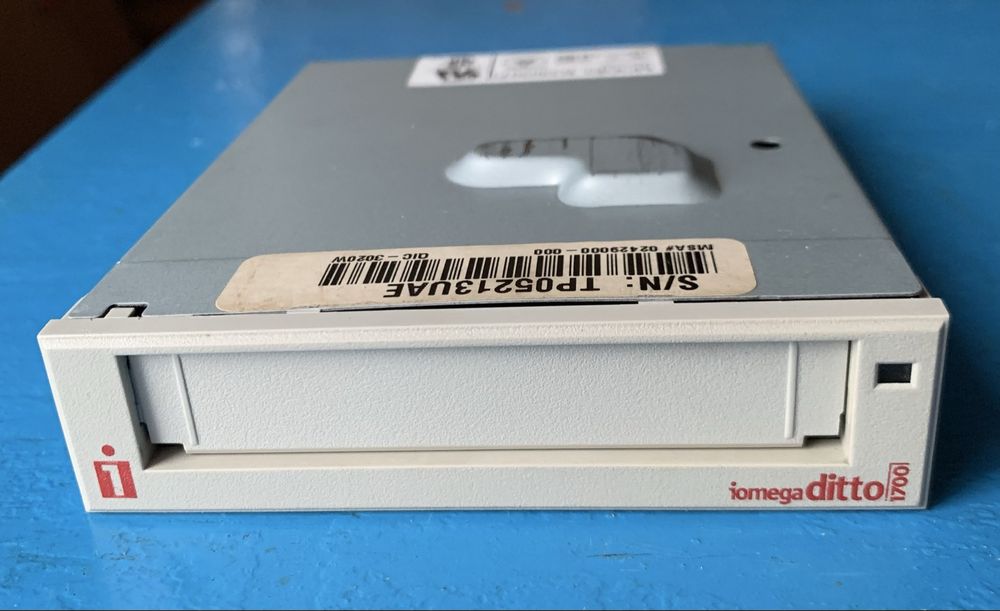 S/N: TP05213UAE
MSA# 02429000-000
QIC-3020W
i
iomega ditto 1700